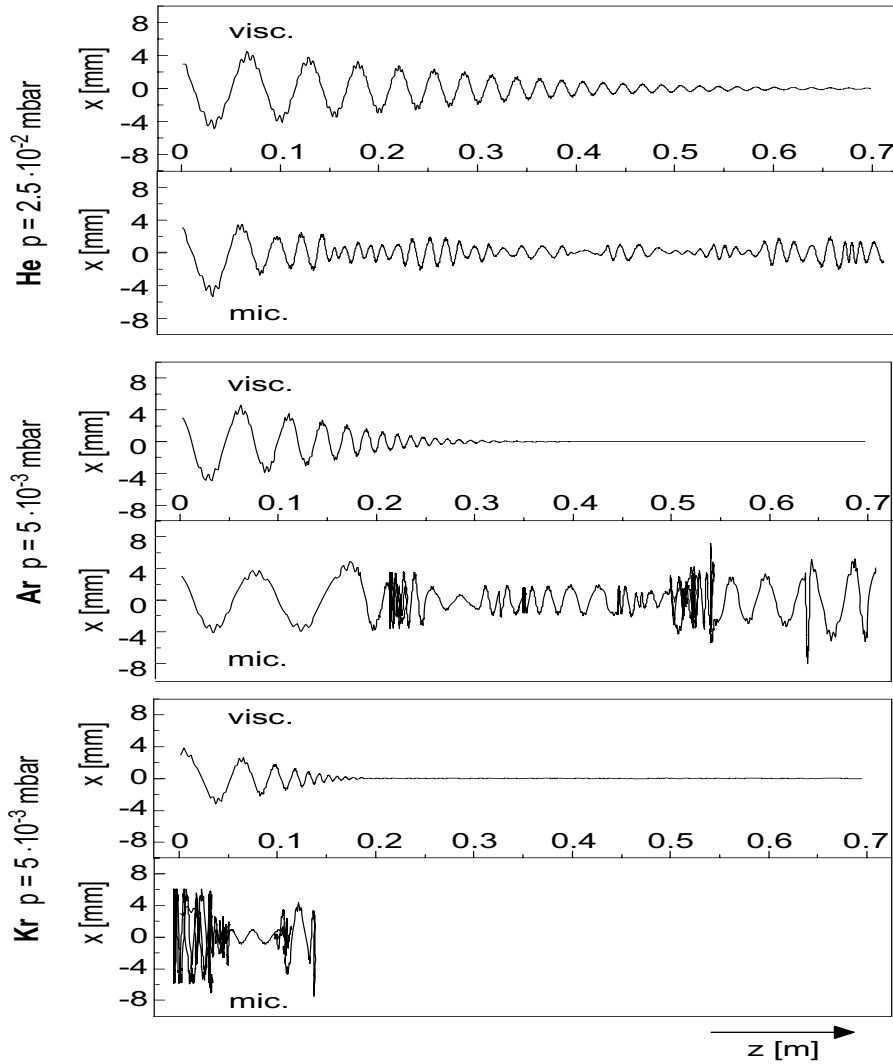 He p = 2.5 · 10⁻² mbar
x [mm]
8
4
0
-4
-8
visc.
0 0.1 0.2 0.3 0.4 0.5 0.6 0.7
x [mm]
8
4
0
-4
-8
mic.
Ar p = 5 · 10⁻³ mbar
x [mm]
8
4
0
-4
-8
visc.
0 0.1 0.2 0.3 0.4 0.5 0.6 0.7
x [mm]
8
4
0
-4
-8
mic.
Kr p = 5 · 10⁻³ mbar
x [mm]
8
4
0
-4
-8
visc.
0 0.1 0.2 0.3 0.4 0.5 0.6 0.7
x [mm]
8
4
0
-4
-8
mic.
z [m]